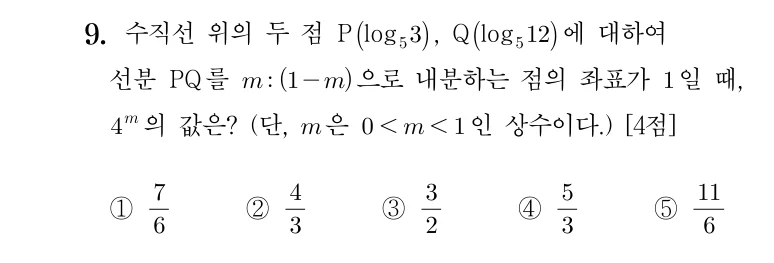 9. 수직선 위의 두 점 P(log₅3), Q(log₅12)에 대하여
선분 PQ를 m:(1−m)으로 내분하는 점의 좌표가 1일 때,
4ᵐ의 값은? (단, m은 0<m<1인 상수이다.) [4점]
① 7/6 ② 4/3 ③ 3/2 ④ 5/3 ⑤ 11/6